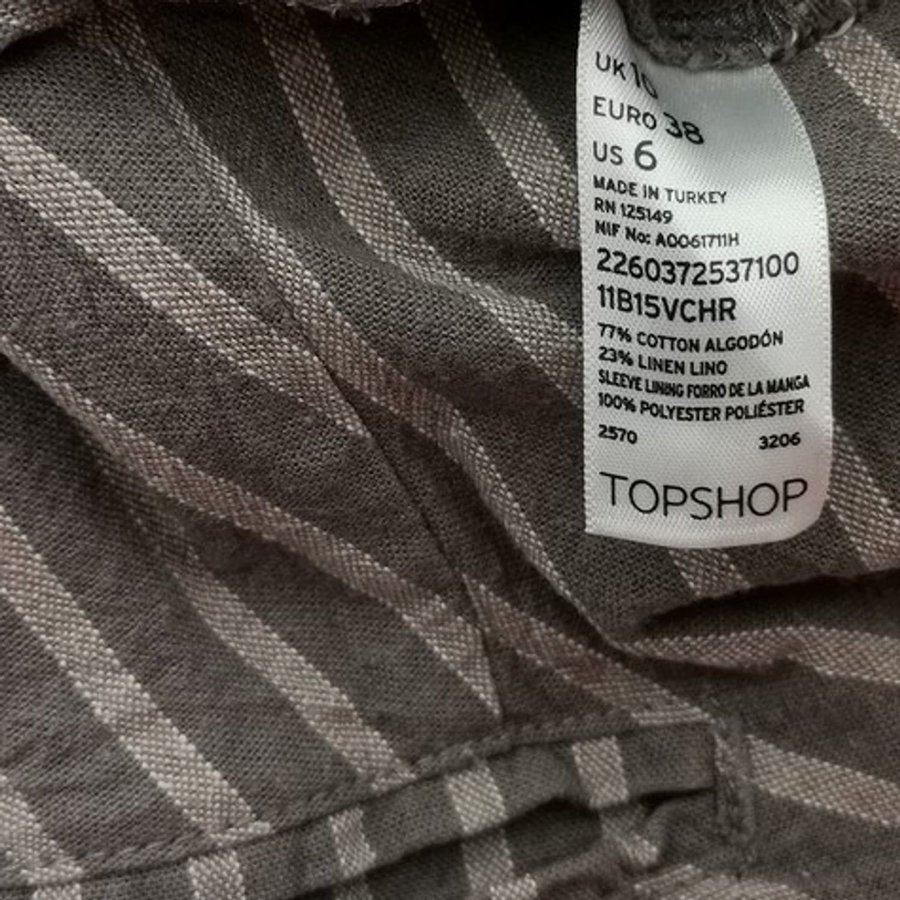 UK 10
EURO 38
US 6
MADE IN TURKEY
RN 125149
NIF No: A0061711H
2260372537100
11B15VCHR
77% COTTON ALGODÓN
23% LINEN LINO
SLEEVE LINING FORRO DE LA MANGA
100% POLYESTER POLIÉSTER
2570 3206
TOPSHOP